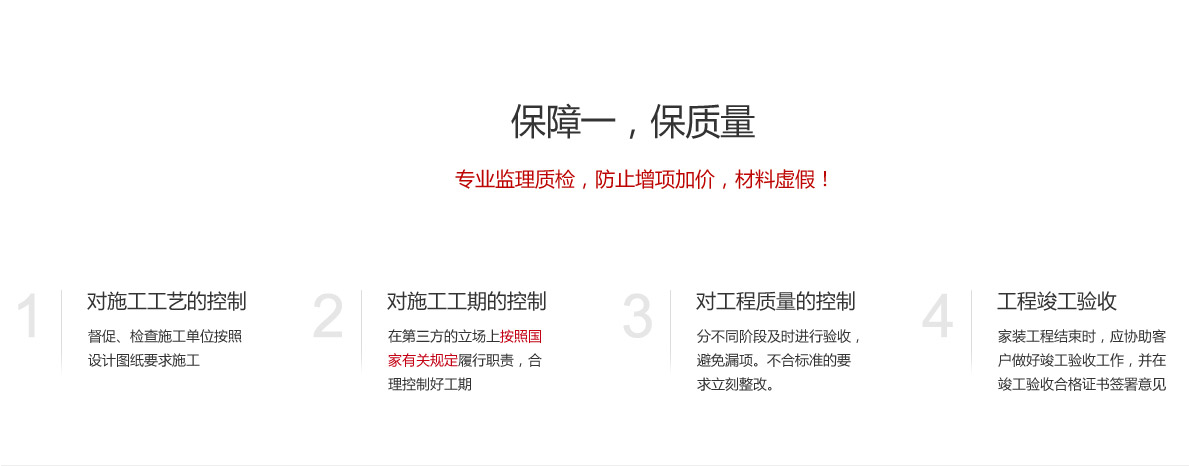 保障一，保质量
专业监理质检，防止增项加价，材料虚假！
1
对施工工艺的控制
督促、检查施工单位按照
设计图纸要求施工
2
对施工工期的控制
在第三方的立场上按照国
家有关规定履行职责，合
理控制好工期
3
对工程质量的控制
分不同阶段及时进行验收，
避免漏项。不合标准的要
求立刻整改。
4
工程竣工验收
家装工程结束时，应协助客
户做好竣工验收工作，并在
竣工验收合格证书签署意见